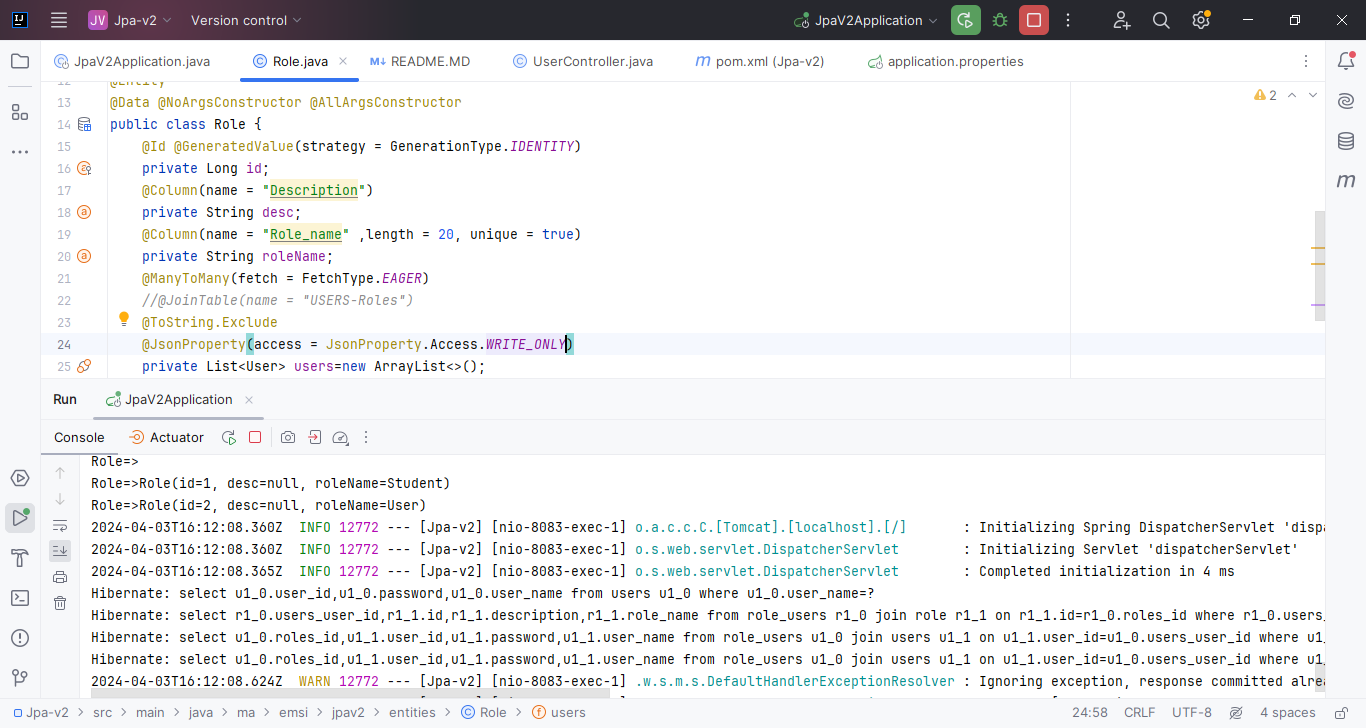 JV Jpa-v2 Version control JpaV2Application
JpaV2Application.java Role.java README.MD UserController.java pom.xml (Jpa-v2) application.properties
12 @Entity
13 @Data @NoArgsConstructor @AllArgsConstructor
14 public class Role {
15 @Id @GeneratedValue(strategy = GenerationType.IDENTITY)
16 private Long id;
17 @Column(name = "Description")
18 private String desc;
19 @Column(name = "Role_name" ,length = 20, unique = true)
20 private String roleName;
21 @ManyToMany(fetch = FetchType.EAGER)
22 //@JoinTable(name = "USERS-Roles")
23 @ToString.Exclude
24 @JsonProperty(access = JsonProperty.Access.WRITE_ONLY)
25 private List<User> users=new ArrayList<>();
2
Run JpaV2Application
Console Actuator
Role=>
Role=>Role(id=1, desc=null, roleName=Student)
Role=>Role(id=2, desc=null, roleName=User)
2024-04-03T16:12:08.360Z INFO 12772 --- [Jpa-v2] [nio-8083-exec-1] o.a.c.c.C.[Tomcat].[localhost].[/] : Initializing Spring DispatcherServlet 'disp
2024-04-03T16:12:08.360Z INFO 12772 --- [Jpa-v2] [nio-8083-exec-1] o.s.web.servlet.DispatcherServlet : Initializing Servlet 'dispatcherServlet'
2024-04-03T16:12:08.365Z INFO 12772 --- [Jpa-v2] [nio-8083-exec-1] o.s.web.servlet.DispatcherServlet : Completed initialization in 4 ms
Hibernate: select u1_0.user_id,u1_0.password,u1_0.user_name from users u1_0 where u1_0.user_name=?
Hibernate: select r1_0.users_user_id,r1_1.id,r1_1.description,r1_1.role_name from role_users r1_0 join role r1_1 on r1_1.id=r1_0.roles_id where r1_0.users_
Hibernate: select u1_0.roles_id,u1_1.user_id,u1_1.password,u1_1.user_name from role_users u1_0 join users u1_1 on u1_1.user_id=u1_0.users_user_id where u1_
Hibernate: select u1_0.roles_id,u1_1.user_id,u1_1.password,u1_1.user_name from role_users u1_0 join users u1_1 on u1_1.user_id=u1_0.users_user_id where u1_
2024-04-03T16:12:08.624Z WARN 12772 --- [Jpa-v2] [nio-8083-exec-1] .w.s.m.s.DefaultHandlerExceptionResolver : Ignoring exception, response committed alre
Jpa-v2 > src > main > java > ma > emsi > jpav2 > entities > Role > users 24:58 CRLF UTF-8 4 spaces